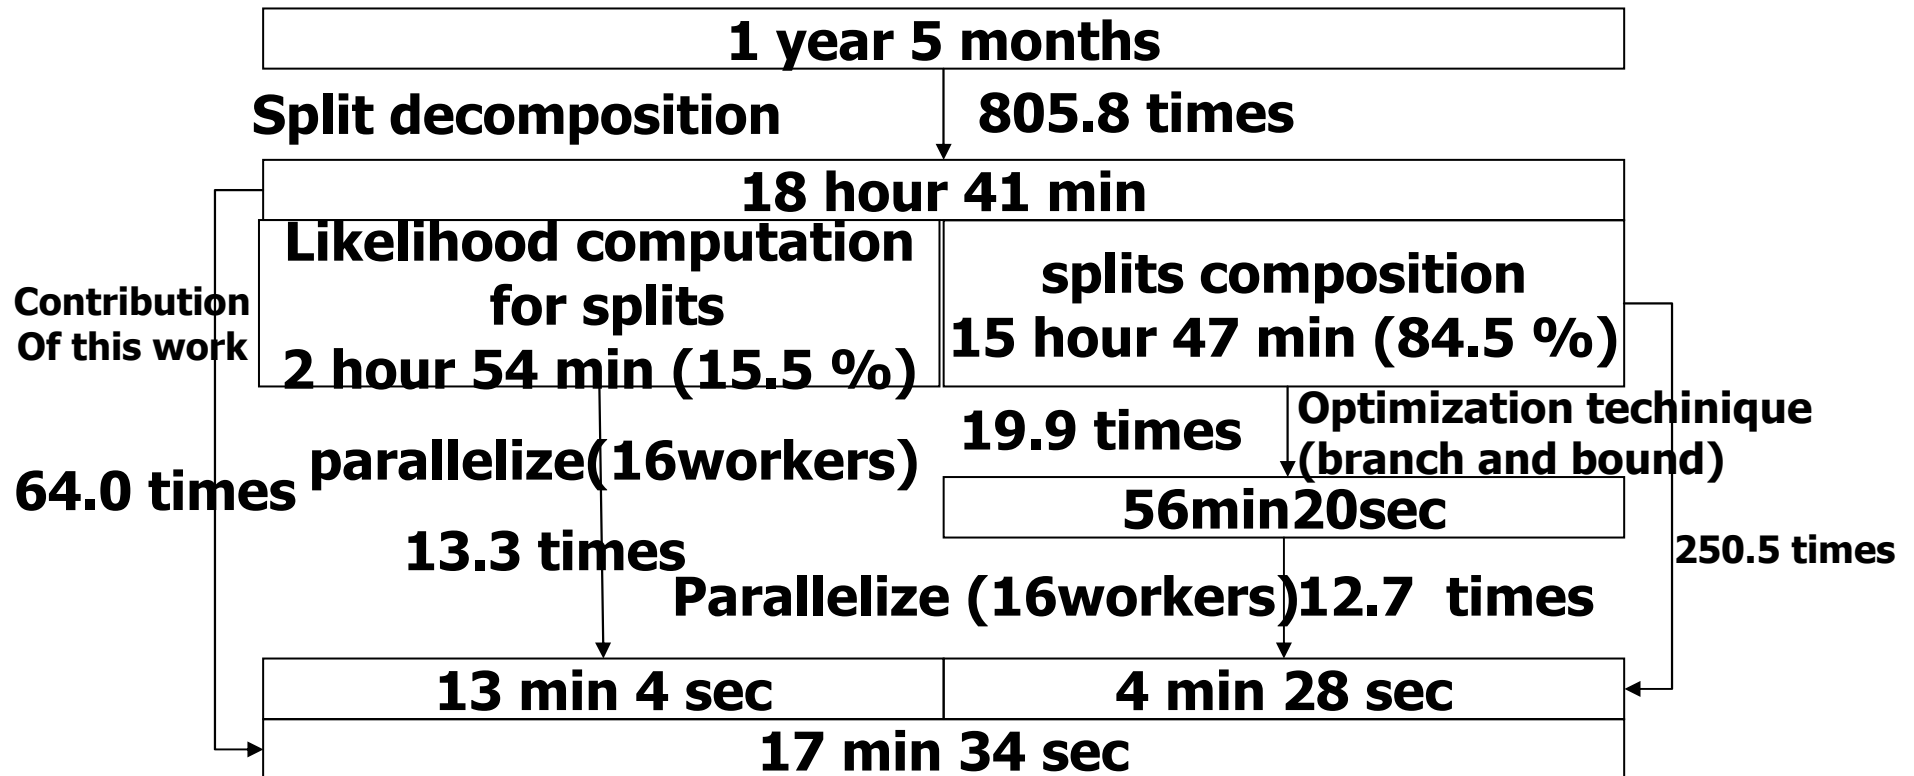 1 year 5 months
Split decomposition
805.8 times
18 hour 41 min
Likelihood computation
for splits
2 hour 54 min (15.5 %)
splits composition
15 hour 47 min (84.5 %)
Contribution
Of this work
64.0 times
parallelize(16workers)
13.3 times
19.9 times
Optimization techinique
(branch and bound)
56min20sec
250.5 times
Parallelize (16workers)
12.7 times
13 min 4 sec
4 min 28 sec
17 min 34 sec